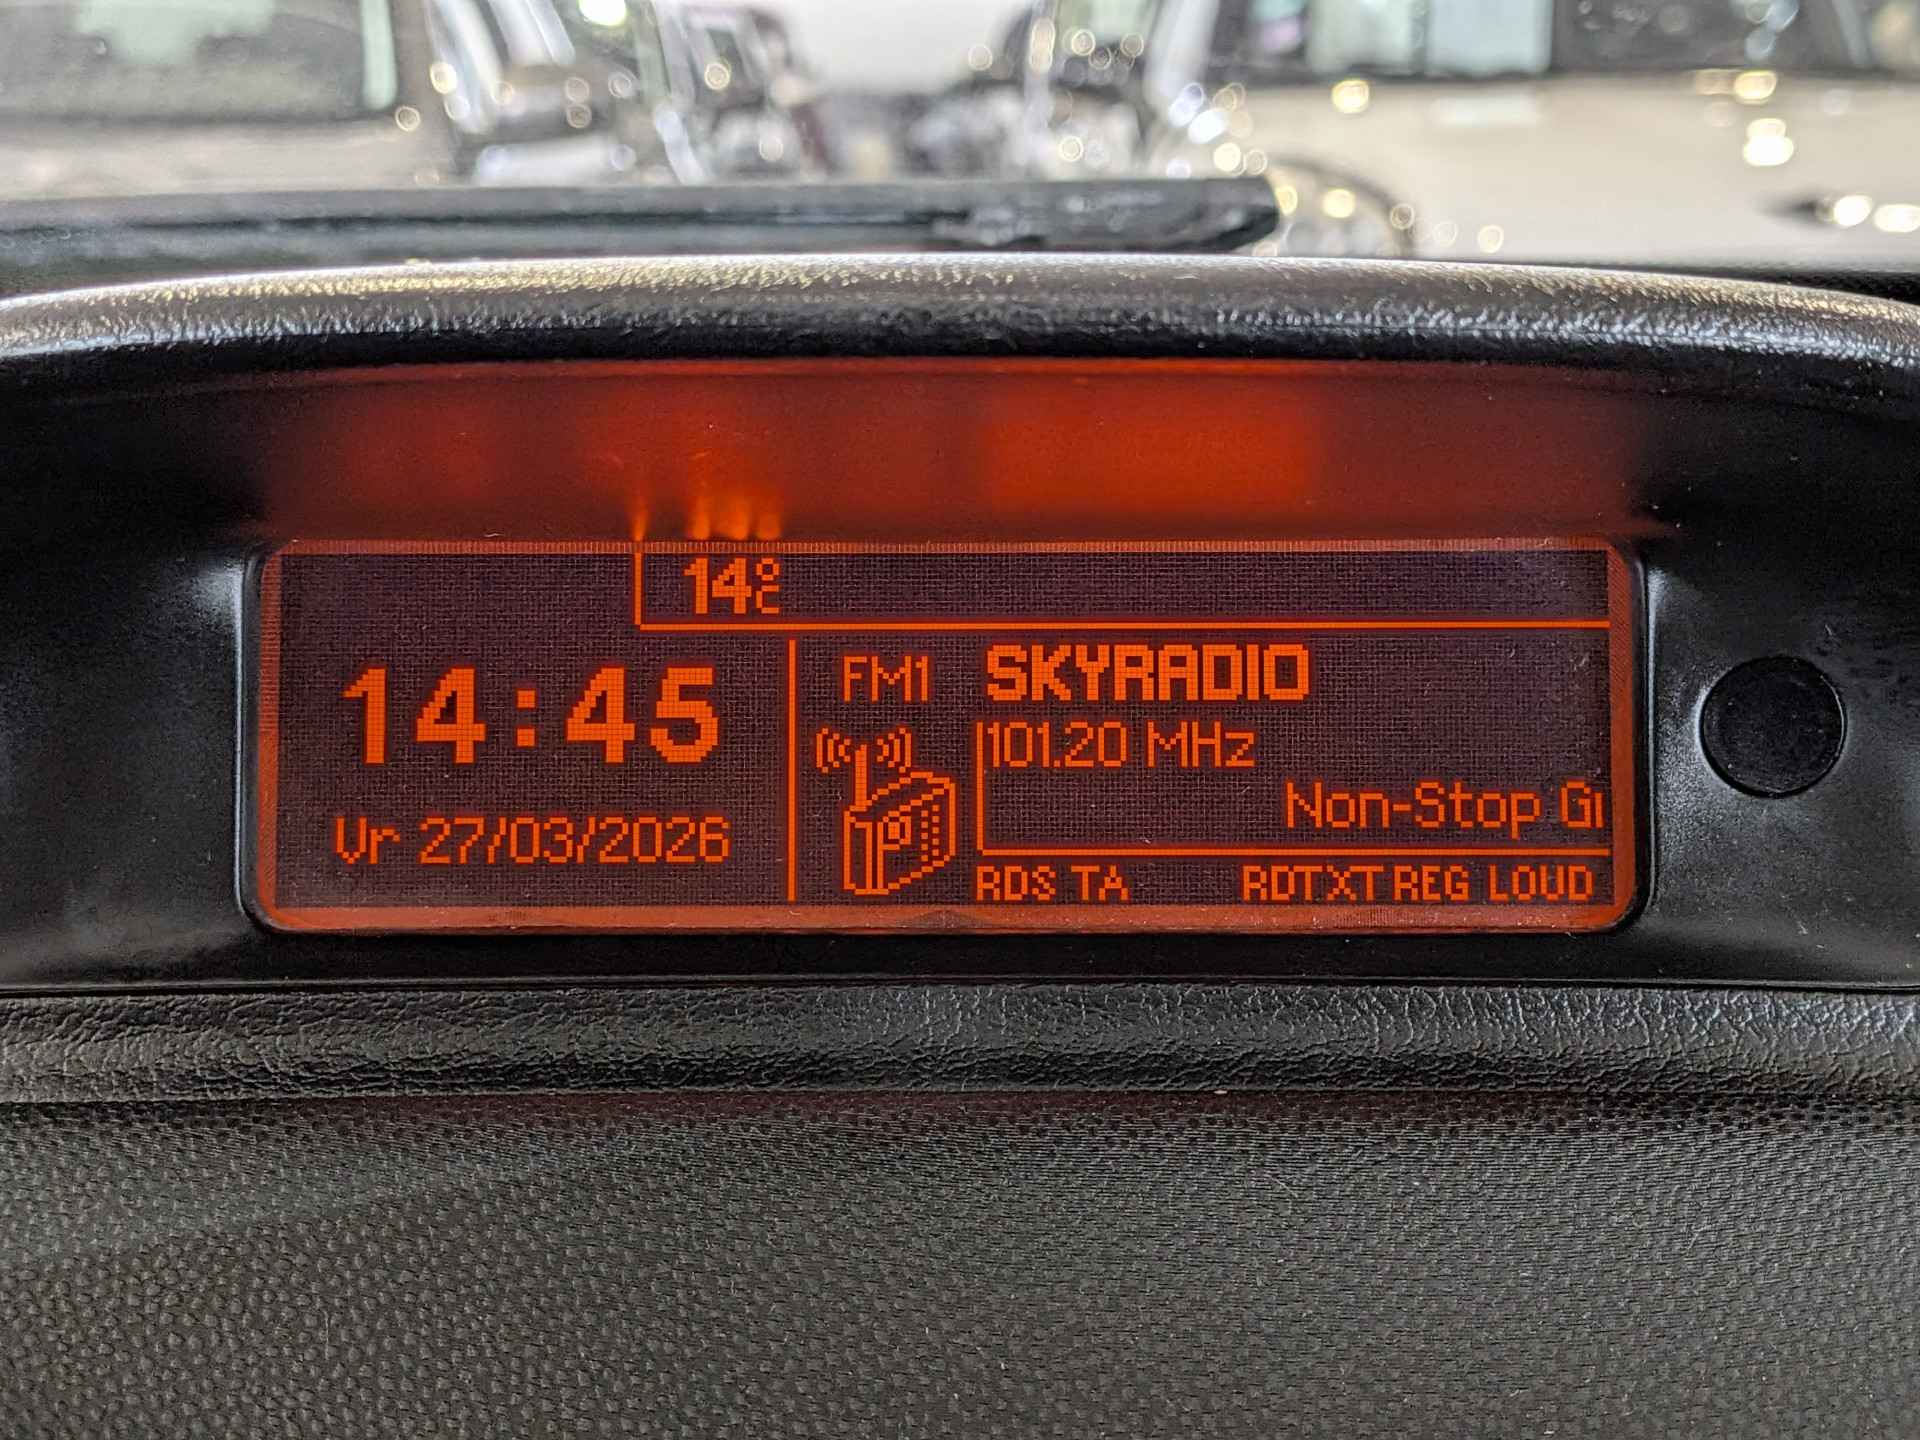 14°C
14:45
Vr 27/03/2026
FM1 SKYRADIO
101.20 MHz
Non-Stop
RDS TA RDTXT REG LOUD